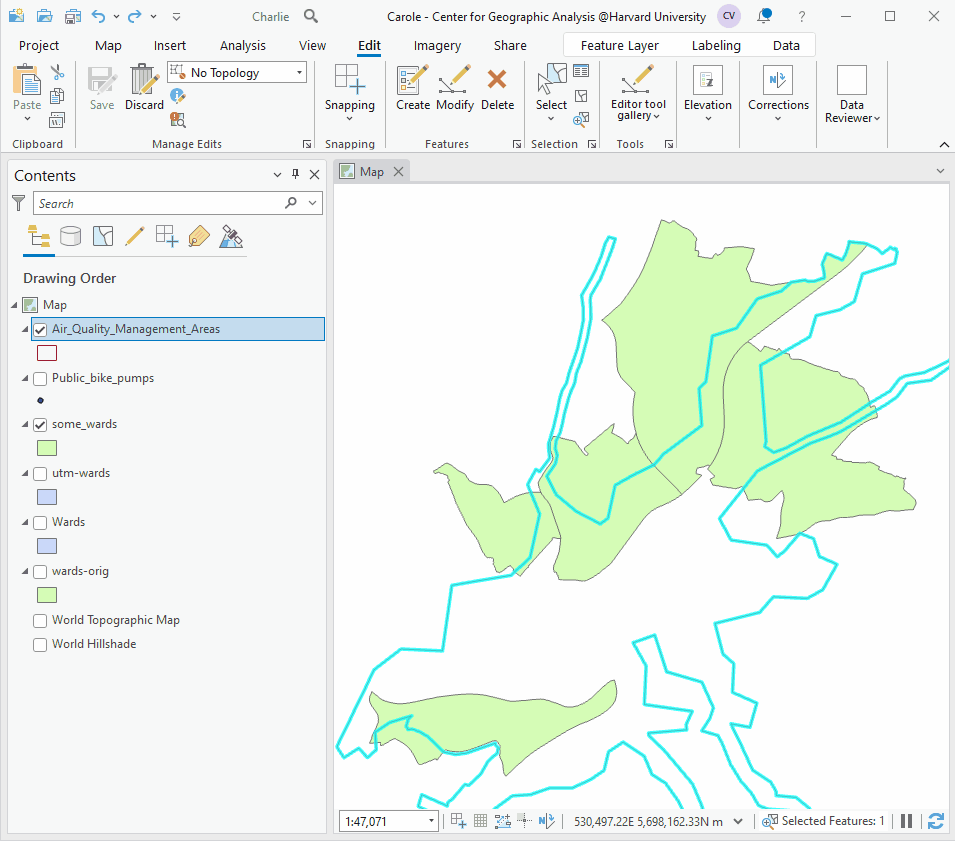 Charlie
Carole - Center for Geographic Analysis @Harvard University
CV
?
Project Map Insert Analysis View Edit Imagery Share Feature Layer Labeling Data
Paste
Save
Discard
No Topology
Snapping
Create
Modify
Delete
Select
Editor tool
gallery
Elevation
Corrections
Data
Reviewer
Clipboard Manage Edits Snapping Features Selection Tools
Contents
Search
Drawing Order
Map
Air_Quality_Management_Areas
Public_bike_pumps
some_wards
utm-wards
Wards
wards-orig
World Topographic Map
World Hillshade
Map
1:47,071
530,497.22E 5,698,162.33N m
Selected Features: 1